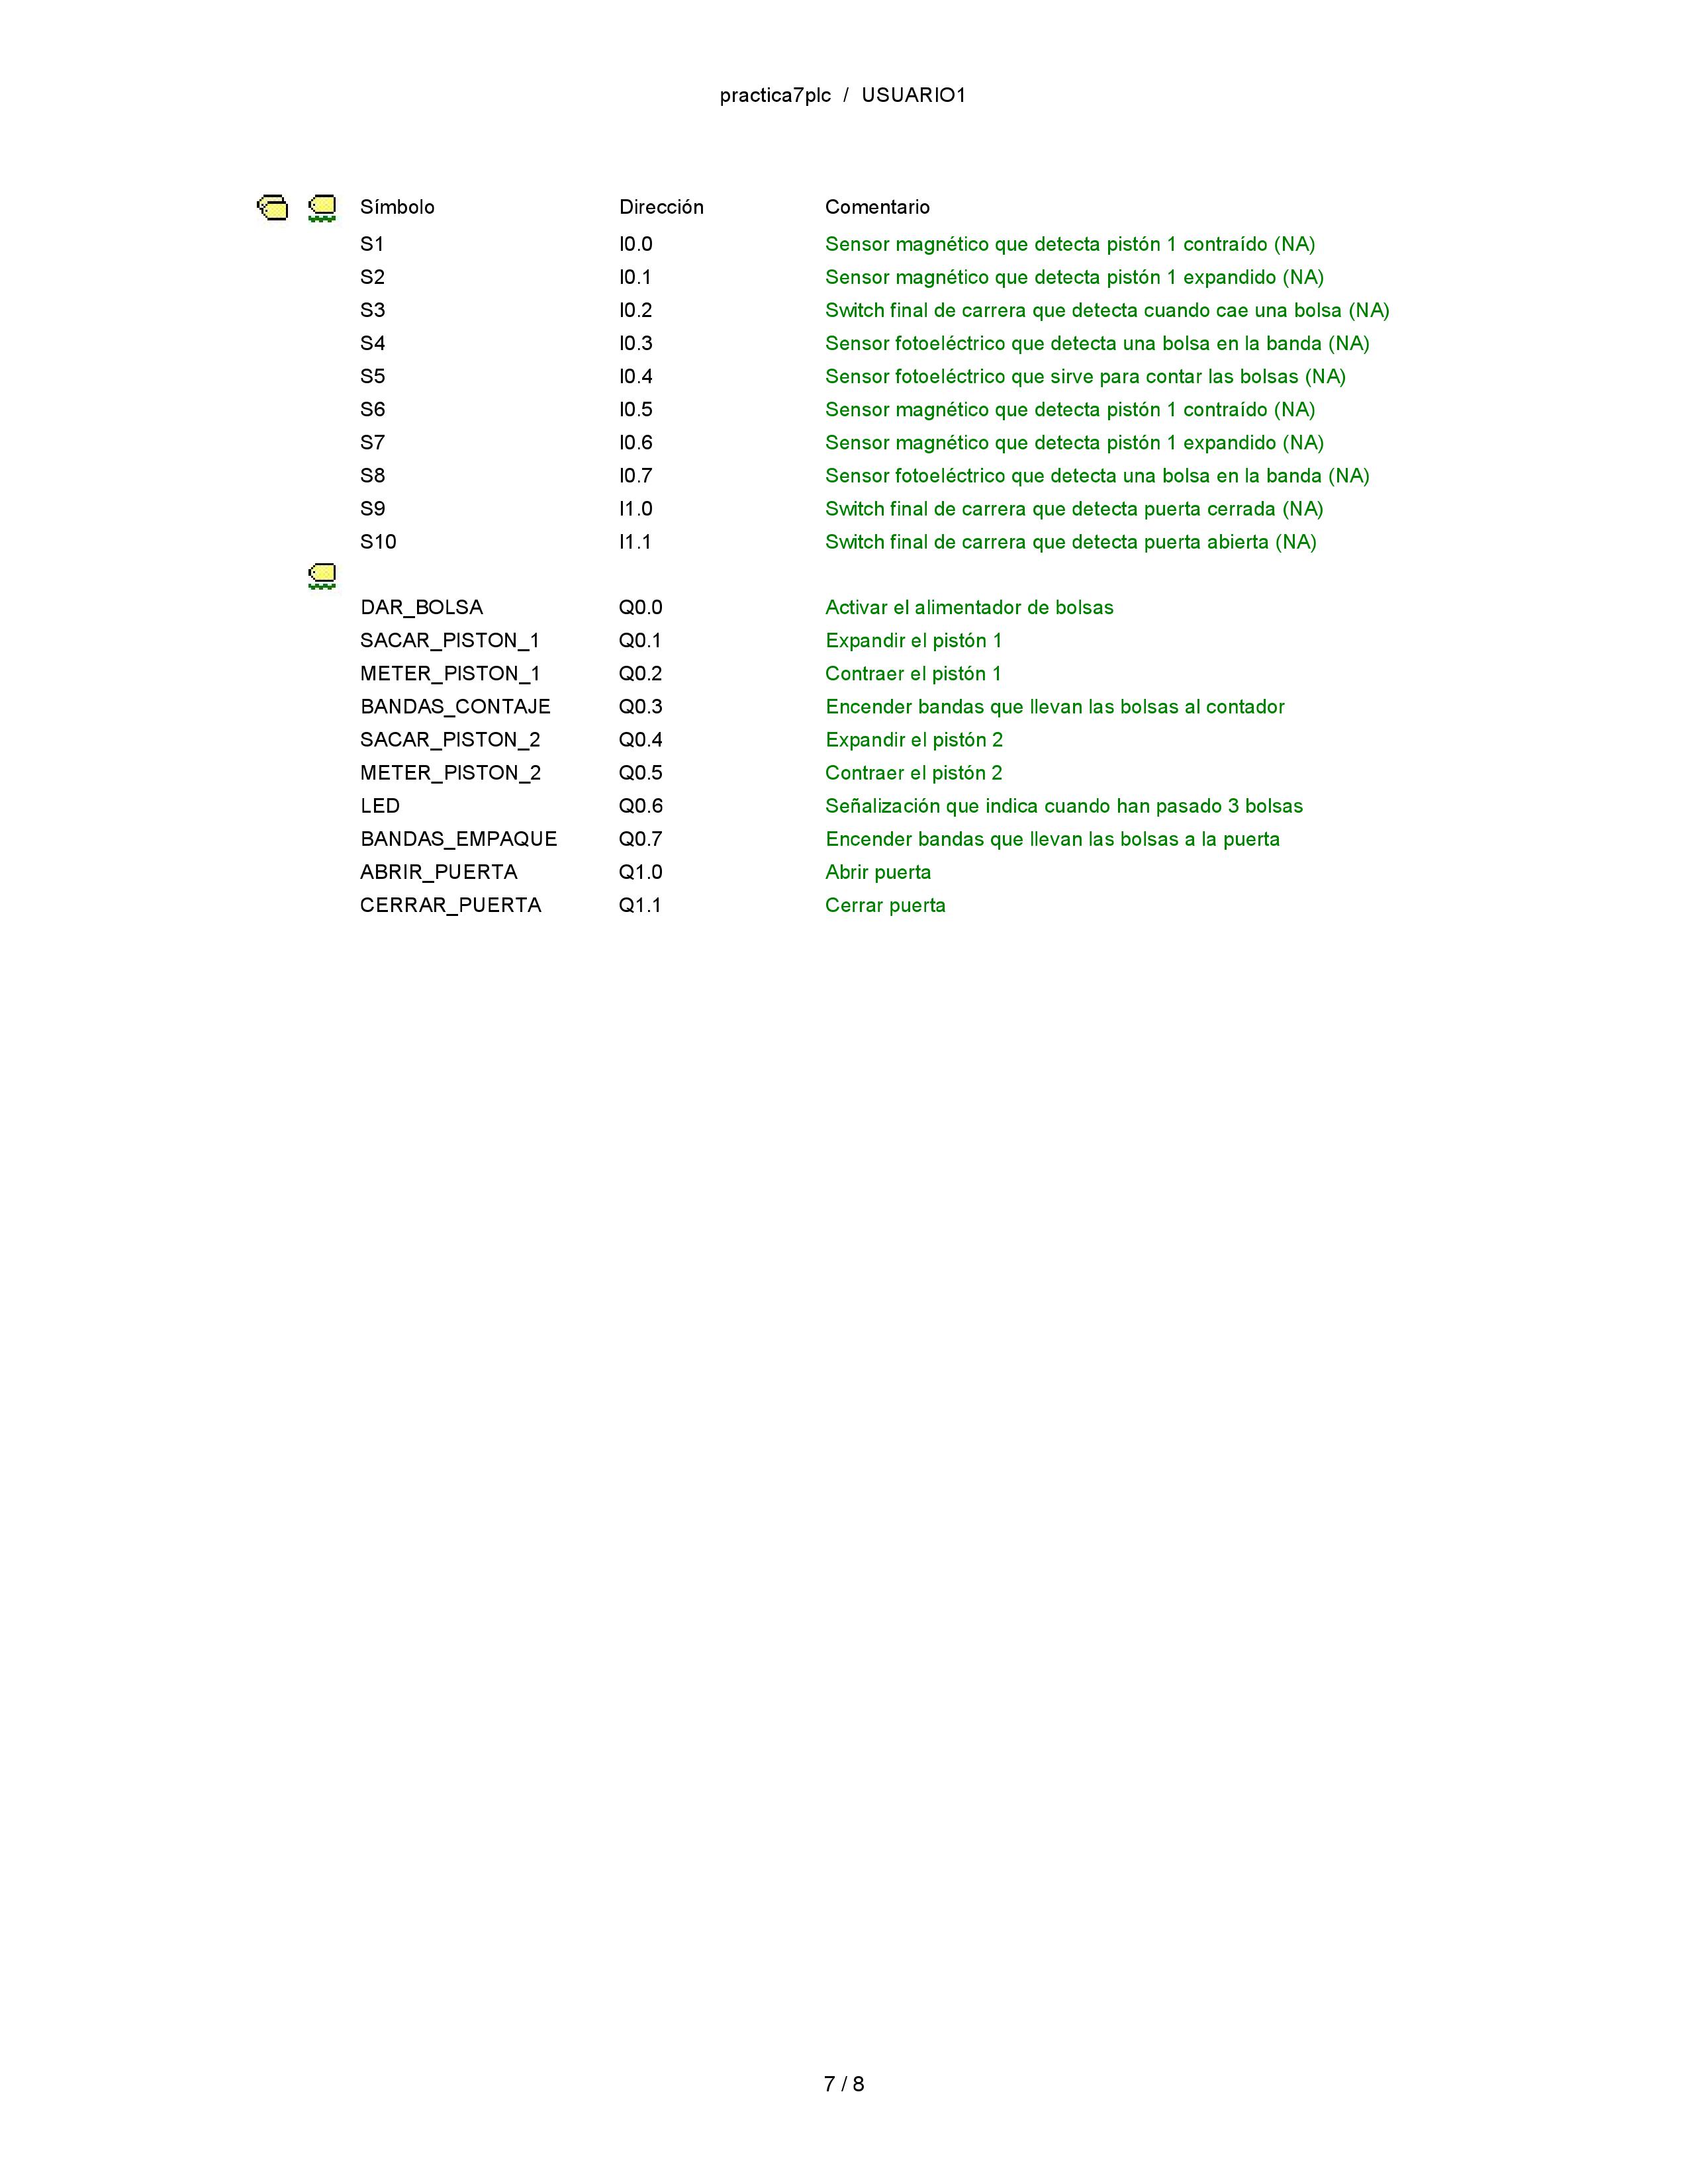 practica7plc / USUARIO1
Símbolo Dirección Comentario
S1 I0.0 Sensor magnético que detecta pistón 1 contraído (NA)
S2 I0.1 Sensor magnético que detecta pistón 1 expandido (NA)
S3 I0.2 Switch final de carrera que detecta cuando cae una bolsa (NA)
S4 I0.3 Sensor fotoeléctrico que detecta una bolsa en la banda (NA)
S5 I0.4 Sensor fotoeléctrico que sirve para contar las bolsas (NA)
S6 I0.5 Sensor magnético que detecta pistón 1 contraído (NA)
S7 I0.6 Sensor magnético que detecta pistón 1 expandido (NA)
S8 I0.7 Sensor fotoeléctrico que detecta una bolsa en la banda (NA)
S9 I1.0 Switch final de carrera que detecta puerta cerrada (NA)
S10 I1.1 Switch final de carrera que detecta puerta abierta (NA)
DAR_BOLSA Q0.0 Activar el alimentador de bolsas
SACAR_PISTON_1 Q0.1 Expandir el pistón 1
METER_PISTON_1 Q0.2 Contraer el pistón 1
BANDAS_CONTAJE Q0.3 Encender bandas que llevan las bolsas al contador
SACAR_PISTON_2 Q0.4 Expandir el pistón 2
METER_PISTON_2 Q0.5 Contraer el pistón 2
LED Q0.6 Señalización que indica cuando han pasado 3 bolsas
BANDAS_EMPAQUE Q0.7 Encender bandas que llevan las bolsas a la puerta
ABRIR_PUERTA Q1.0 Abrir puerta
CERRAR_PUERTA Q1.1 Cerrar puerta
7 / 8